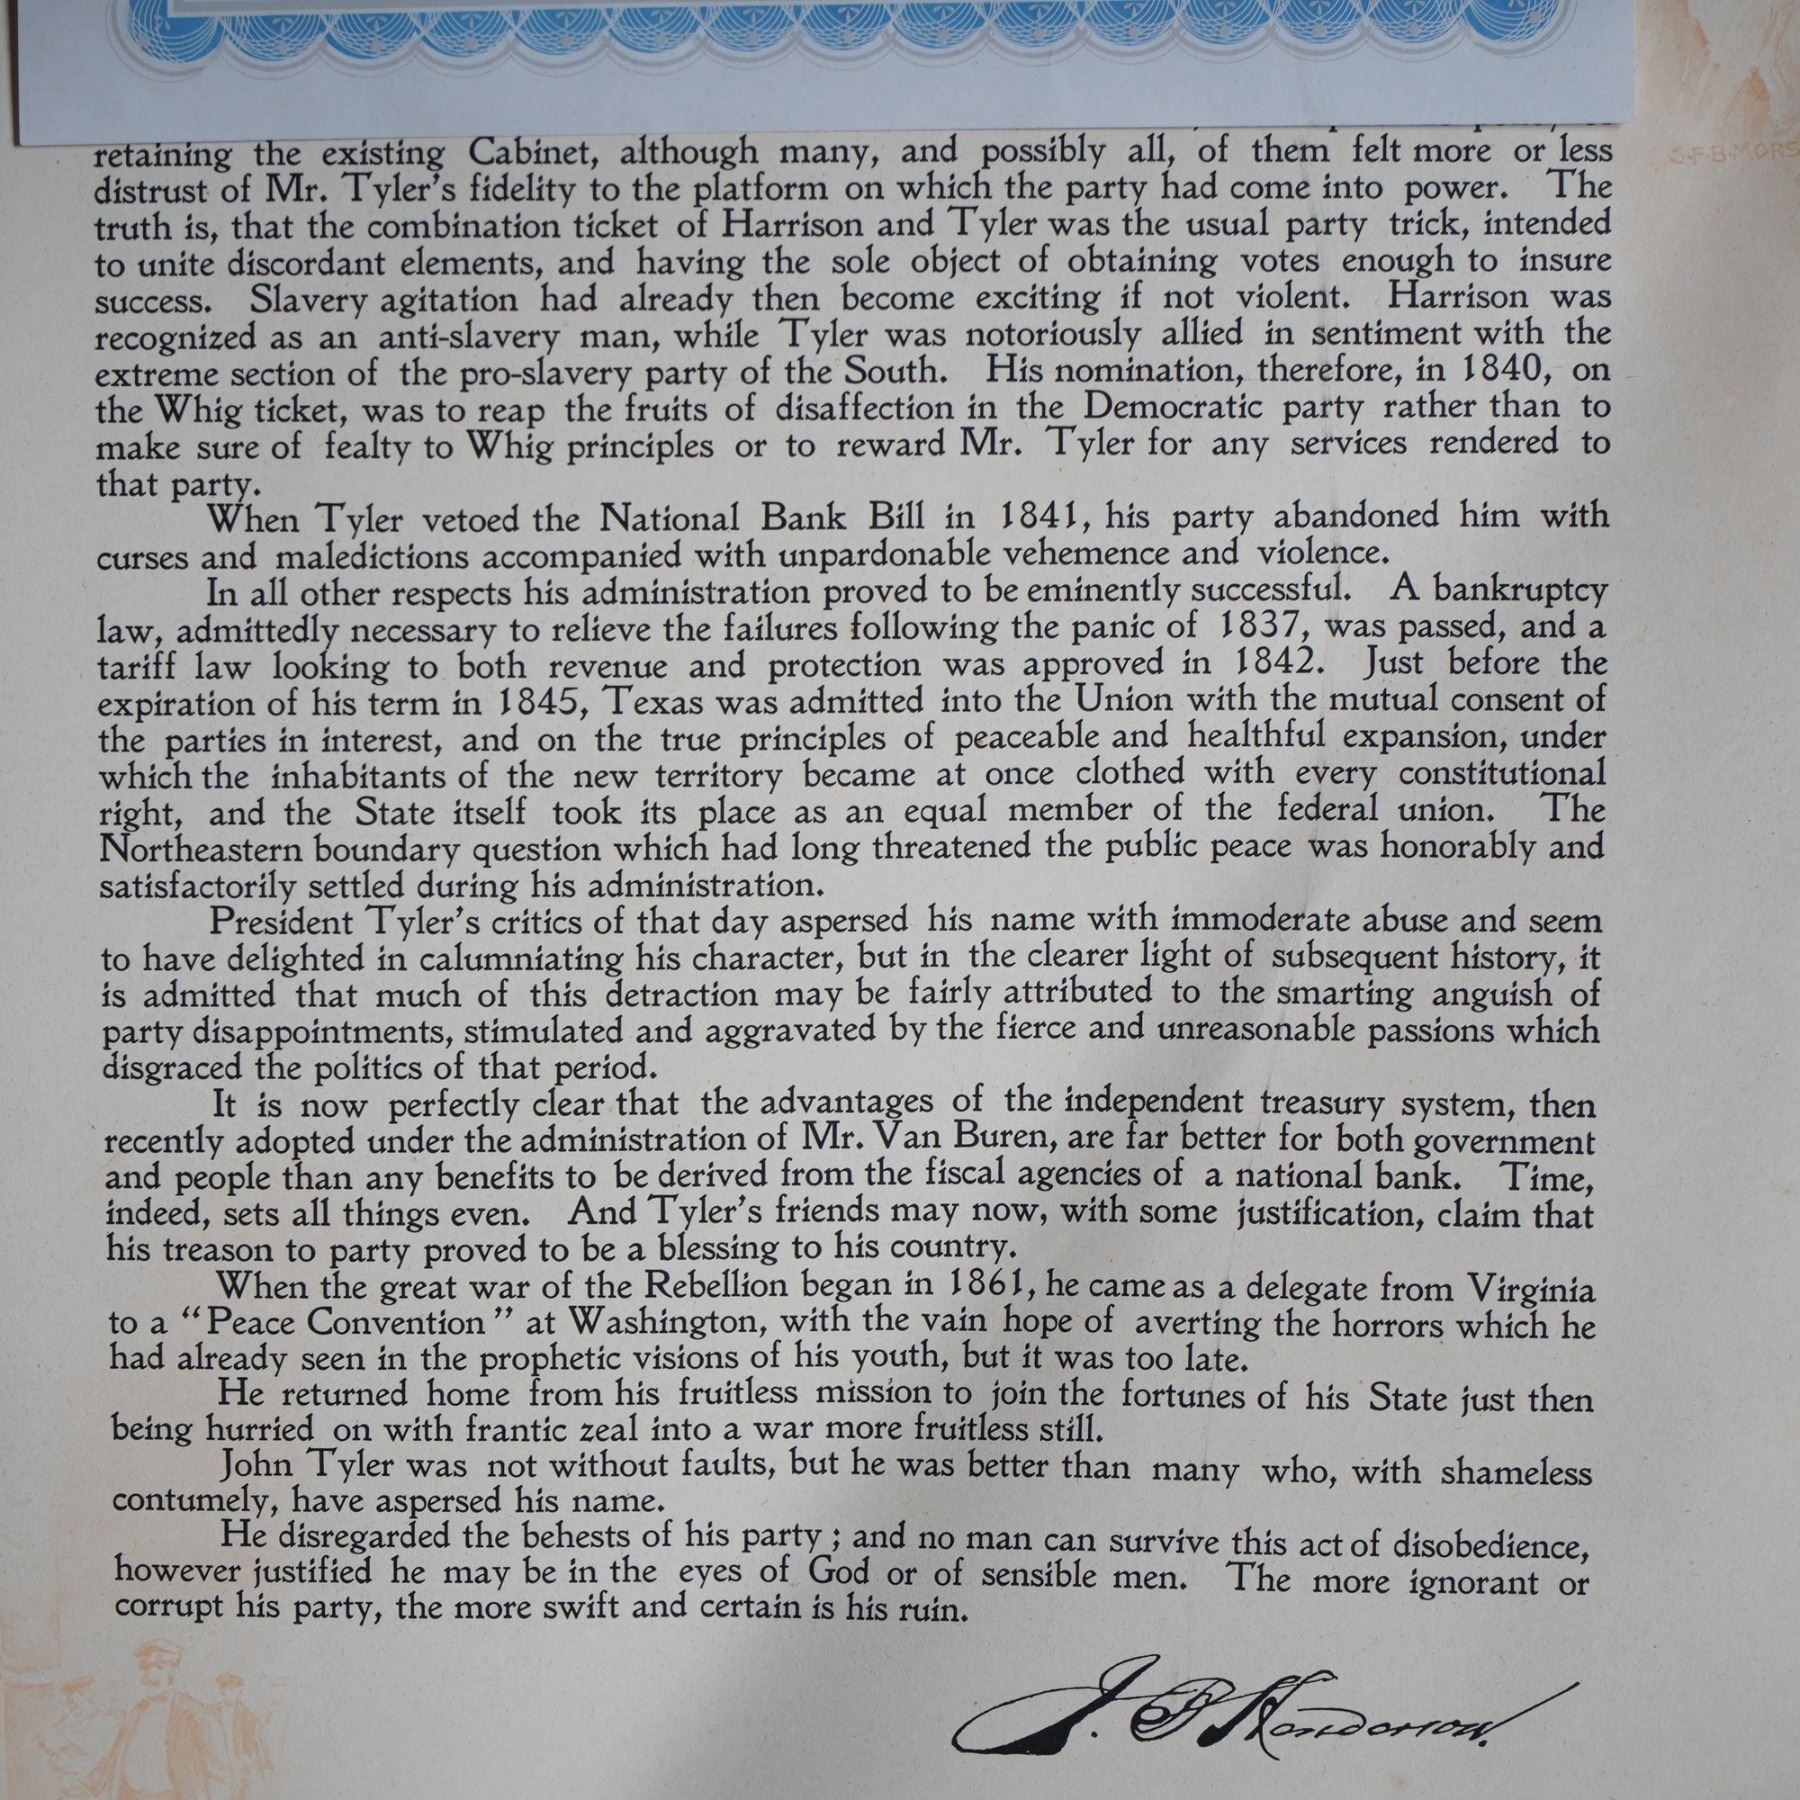 retaining the existing Cabinet, although many, and possibly all, of them felt more or less
S·F·B·MORS
distrust of Mr. Tyler's fidelity to the platform on which the party had come into power. The
truth is, that the combination ticket of Harrison and Tyler was the usual party trick, intended
to unite discordant elements, and having the sole object of obtaining votes enough to insure
success. Slavery agitation had already then become exciting if not violent. Harrison was
recognized as an anti-slavery man, while Tyler was notoriously allied in sentiment with the
extreme section of the pro-slavery party of the South. His nomination, therefore, in 1840, on
the Whig ticket, was to reap the fruits of disaffection in the Democratic party rather than to
make sure of fealty to Whig principles or to reward Mr. Tyler for any services rendered to
that party.
When Tyler vetoed the National Bank Bill in 1841, his party abandoned him with
curses and maledictions accompanied with unpardonable vehemence and violence.
In all other respects his administration proved to be eminently successful. A bankruptcy
law, admittedly necessary to relieve the failures following the panic of 1837, was passed, and a
tariff law looking to both revenue and protection was approved in 1842. Just before the
expiration of his term in 1845, Texas was admitted into the Union with the mutual consent of
the parties in interest, and on the true principles of peaceable and healthful expansion, under
which the inhabitants of the new territory became at once clothed with every constitutional
right, and the State itself took its place as an equal member of the federal union. The
Northeastern boundary question which had long threatened the public peace was honorably and
satisfactorily settled during his administration.
President Tyler's critics of that day aspersed his name with immoderate abuse and seem
to have delighted in calumniating his character, but in the clearer light of subsequent history, it
is admitted that much of this detraction may be fairly attributed to the smarting anguish of
party disappointments, stimulated and aggravated by the fierce and unreasonable passions which
disgraced the politics of that period.
It is now perfectly clear that the advantages of the independent treasury system, then
recently adopted under the administration of Mr. Van Buren, are far better for both government
and people than any benefits to be derived from the fiscal agencies of a national bank. Time,
indeed, sets all things even. And Tyler's friends may now, with some justification, claim that
his treason to party proved to be a blessing to his country.
When the great war of the Rebellion began in 1861, he came as a delegate from Virginia
to a “Peace Convention” at Washington, with the vain hope of averting the horrors which he
had already seen in the prophetic visions of his youth, but it was too late.
He returned home from his fruitless mission to join the fortunes of his State just then
being hurried on with frantic zeal into a war more fruitless still.
John Tyler was not without faults, but he was better than many who, with shameless
contumely, have aspersed his name.
He disregarded the behests of his party ; and no man can survive this act of disobedience,
however justified he may be in the eyes of God or of sensible men. The more ignorant or
corrupt his party, the more swift and certain is his ruin.
J. B Henderson.